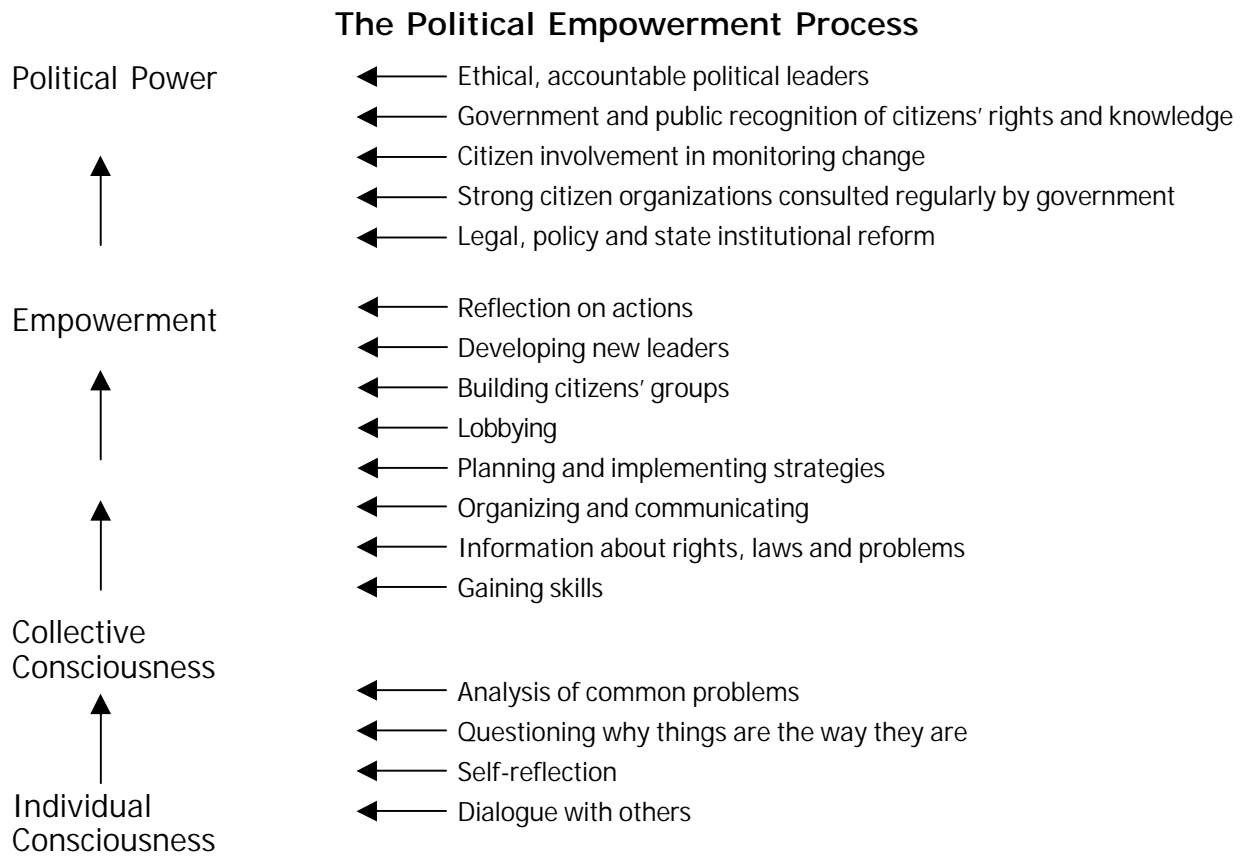 The Political Empowerment Process
Political Power
Ethical, accountable political leaders
Government and public recognition of citizens' rights and knowledge
Citizen involvement in monitoring change
Strong citizen organizations consulted regularly by government
Legal, policy and state institutional reform
Empowerment
Reflection on actions
Developing new leaders
Building citizens' groups
Lobbying
Planning and implementing strategies
Organizing and communicating
Information about rights, laws and problems
Gaining skills
Collective
Consciousness
Analysis of common problems
Questioning why things are the way they are
Self-reflection
Dialogue with others
Individual
Consciousness